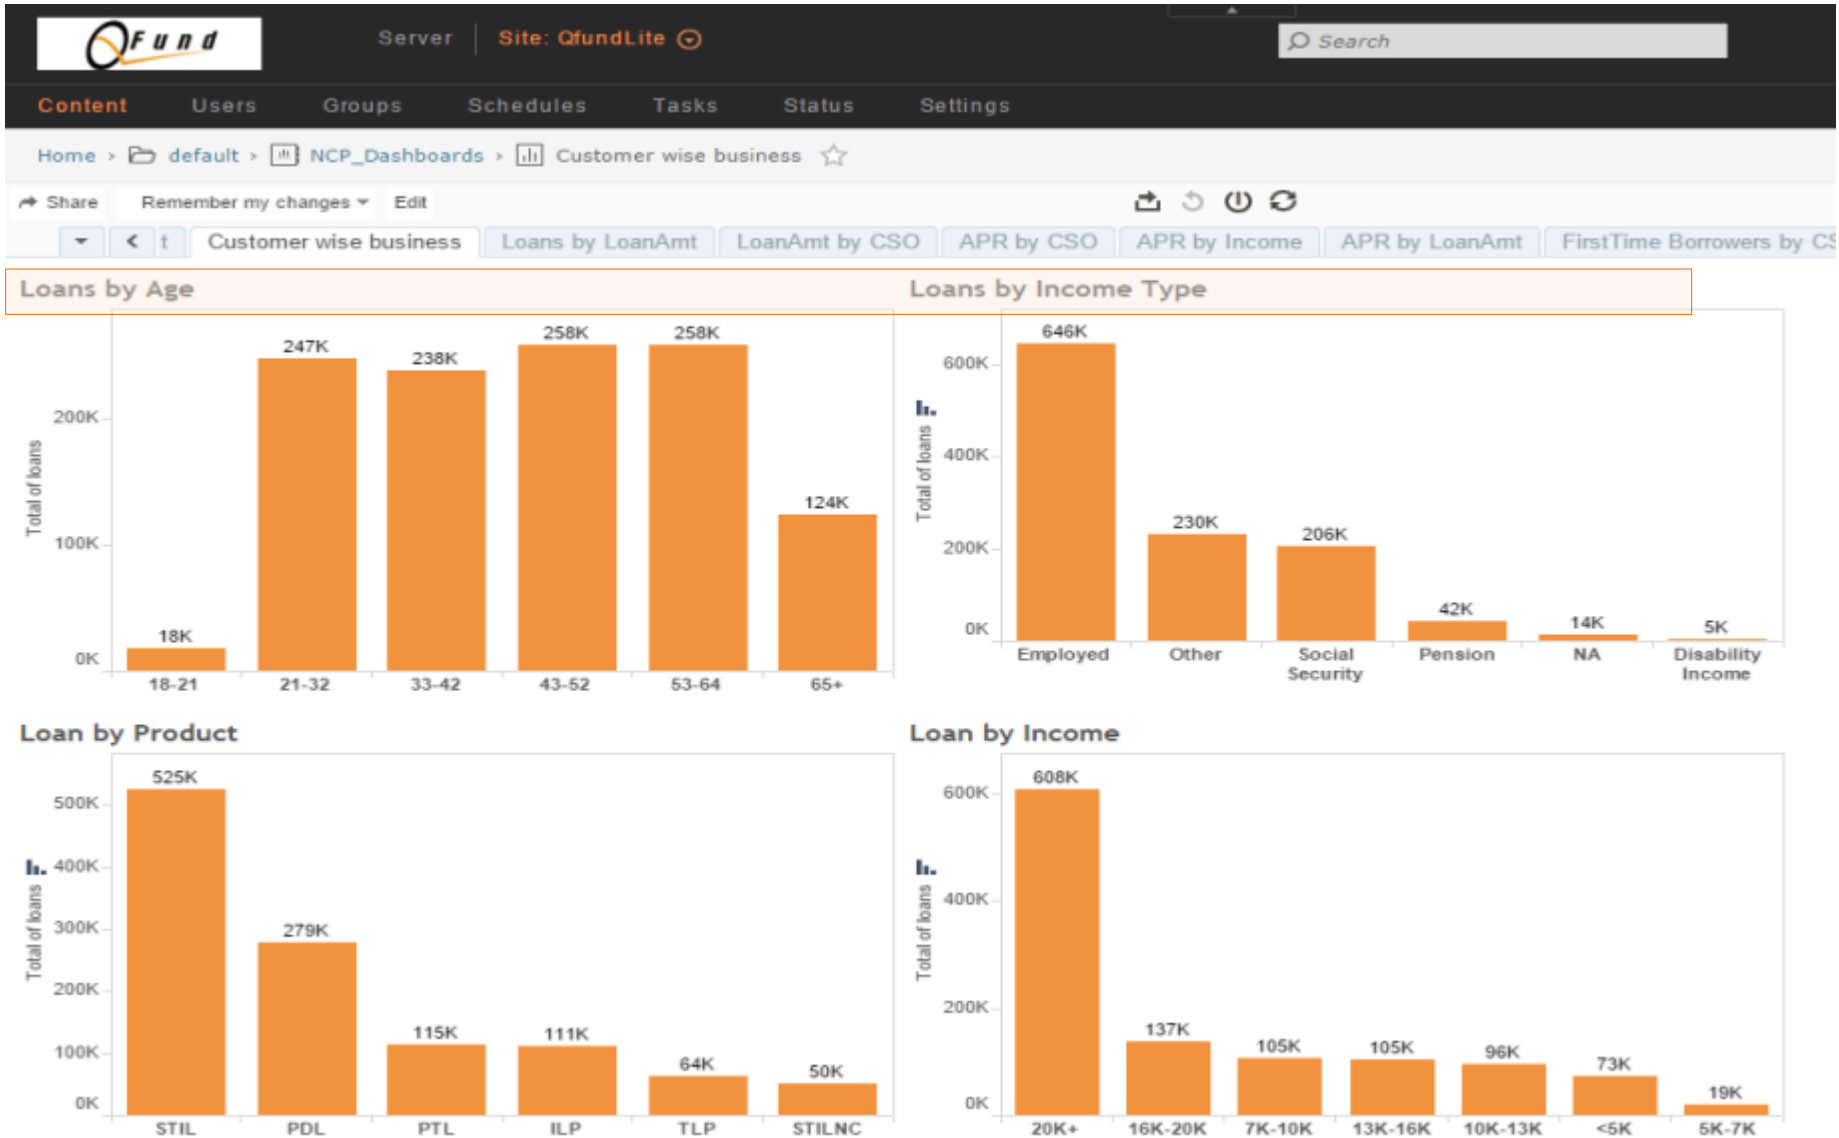 QFund
Server
Site: QfundLite
Search
Content Users Groups Schedules Tasks Status Settings
Home › default › NCP_Dashboards › Customer wise business
Share Remember my changes Edit
t Customer wise business Loans by LoanAmt LoanAmt by CSO APR by CSO APR by Income APR by LoanAmt FirstTime Borrowers by CS
Loans by Age
Total of loans
200K
100K
0K
18K 247K 238K 258K 258K 124K
18-21 21-32 33-42 43-52 53-64 65+
Loans by Income Type
Total of loans
600K
400K
200K
0K
646K 230K 206K 42K 14K 5K
Employed Other Social Security Pension NA Disability Income
Loan by Product
Total of loans
500K
400K
300K
200K
100K
0K
525K 279K 115K 111K 64K 50K
STIL PDL PTL ILP TLP STILNC
Loan by Income
Total of loans
600K
400K
200K
0K
608K 137K 105K 105K 96K 73K 19K
20K+ 16K-20K 7K-10K 13K-16K 10K-13K <5K 5K-7K